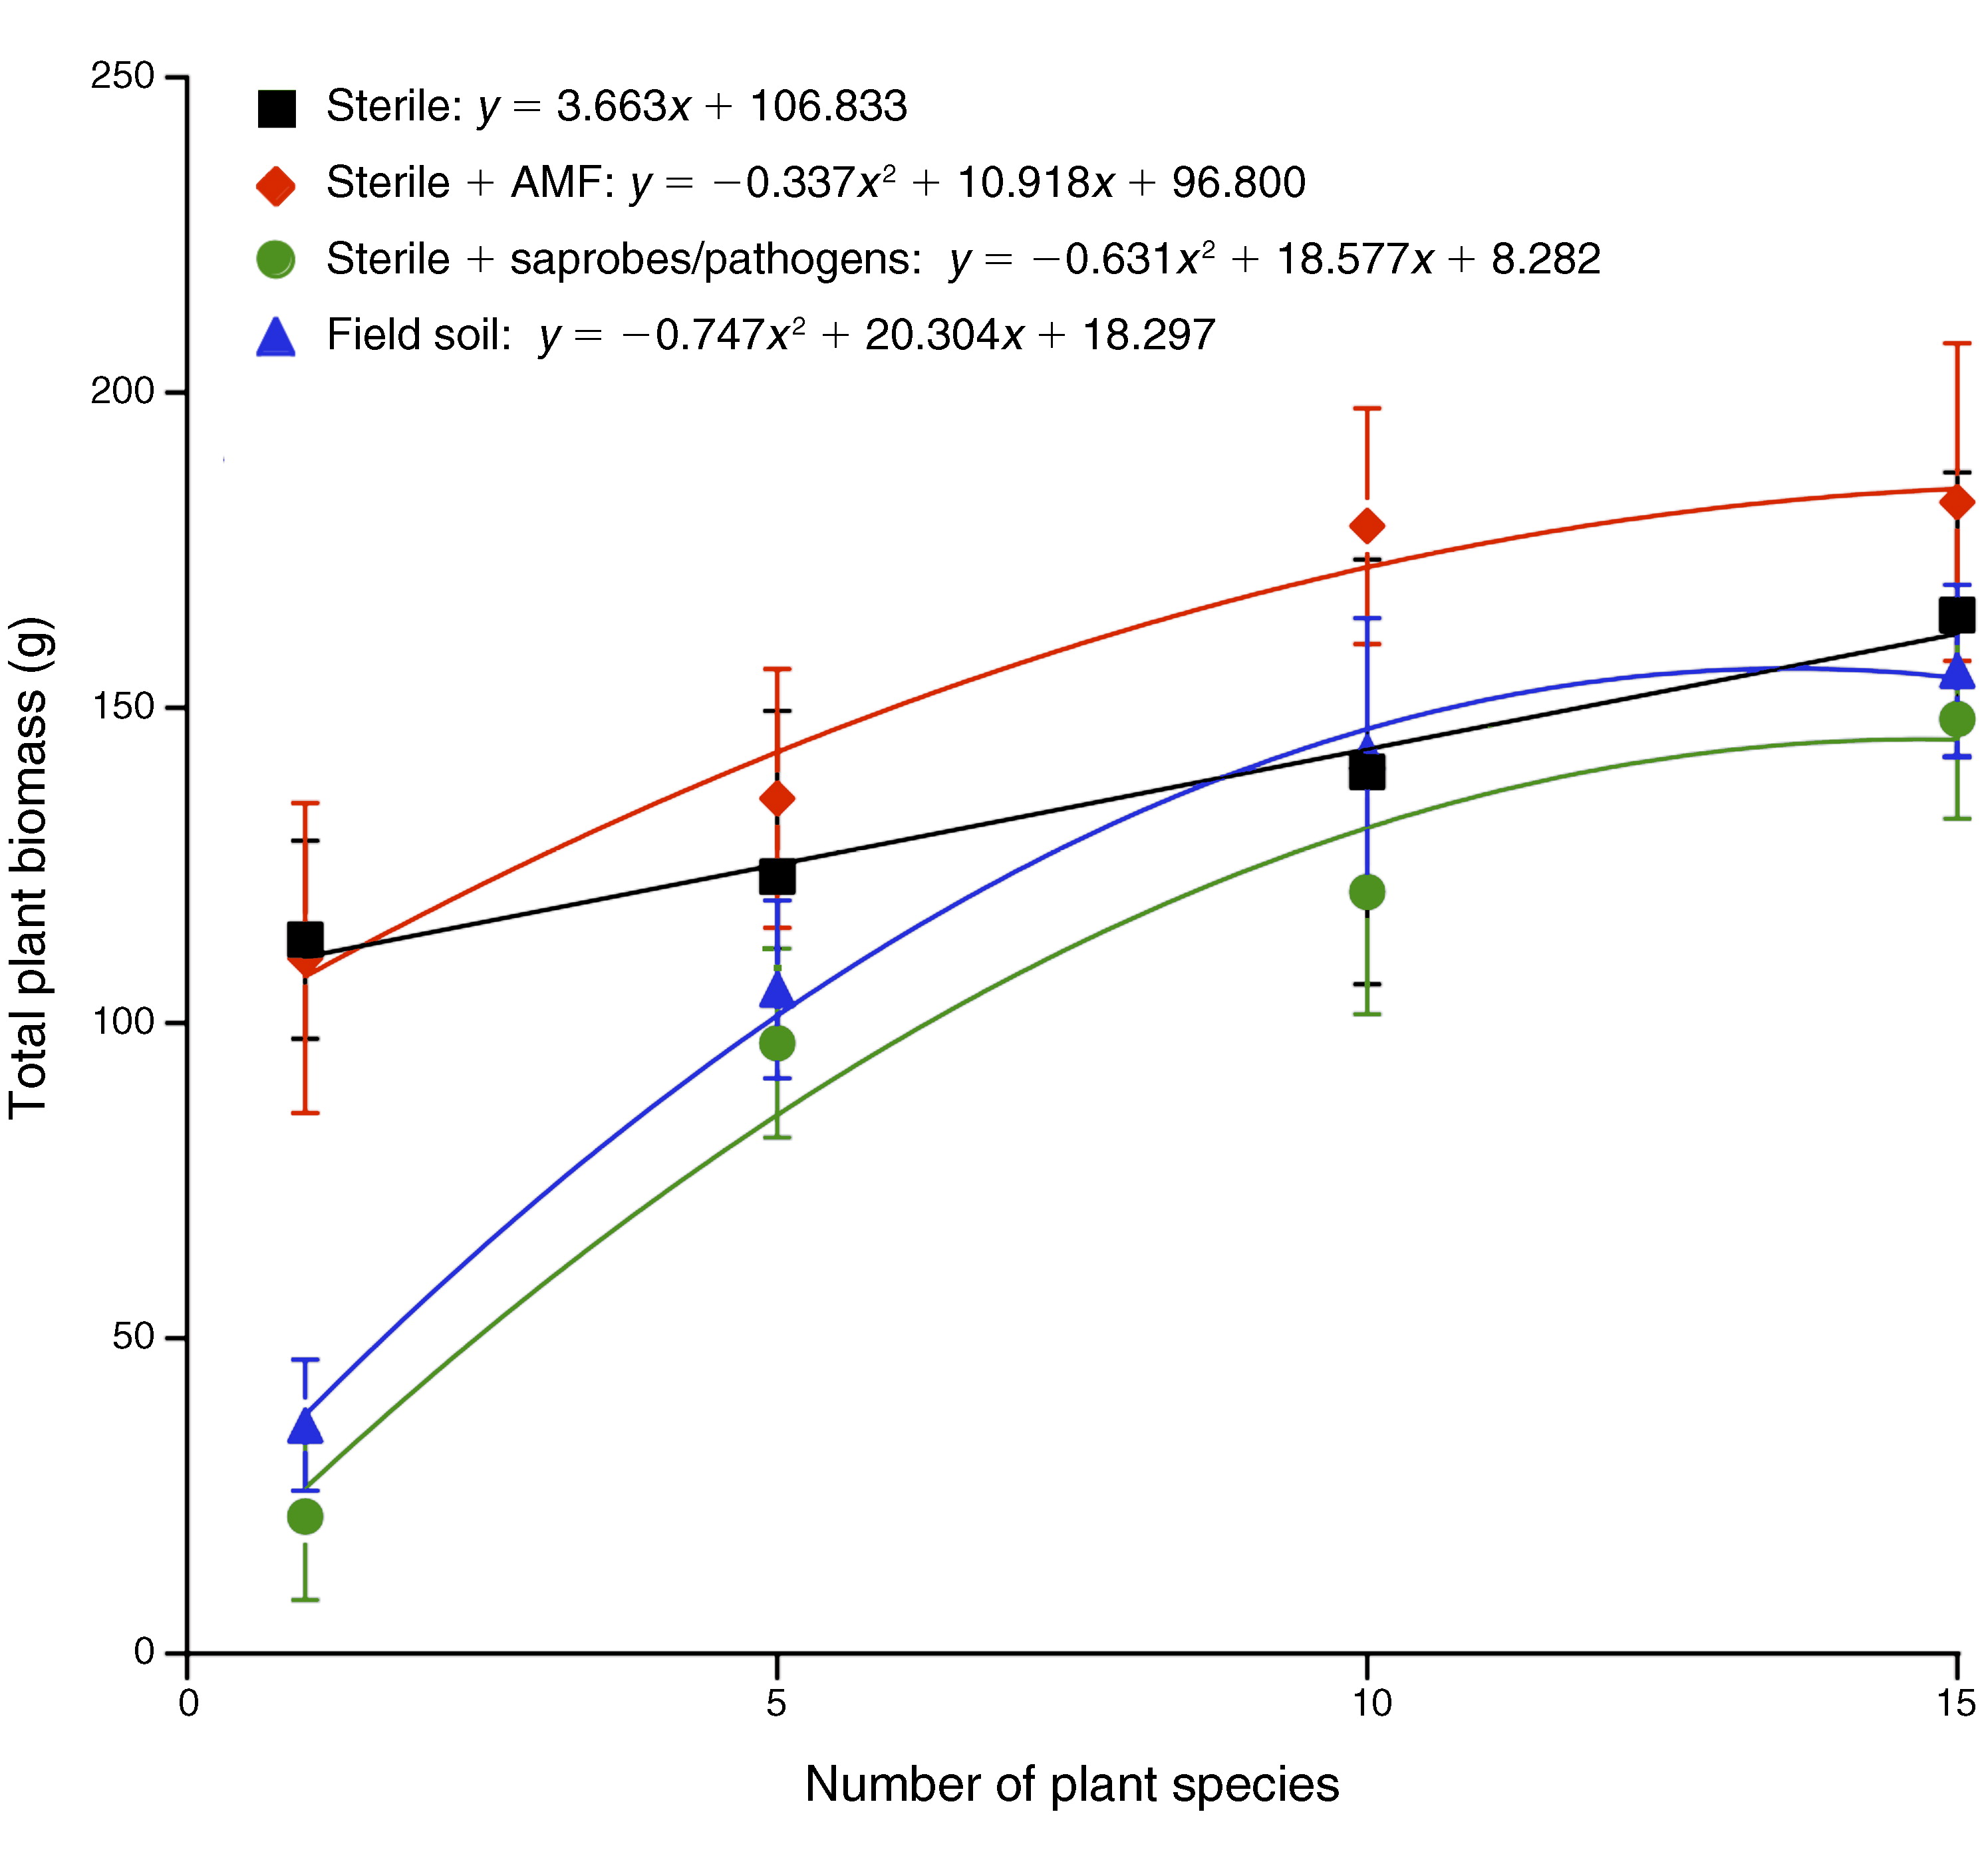 250
Sterile: y = 3.663x + 106.833
Sterile + AMF: y = −0.337x² + 10.918x + 96.800
Sterile + saprobes/pathogens: y = −0.631x² + 18.577x + 8.282
Field soil: y = −0.747x² + 20.304x + 18.297
200
150
100
50
0
Total plant biomass (g)
0 5 10 15
Number of plant species